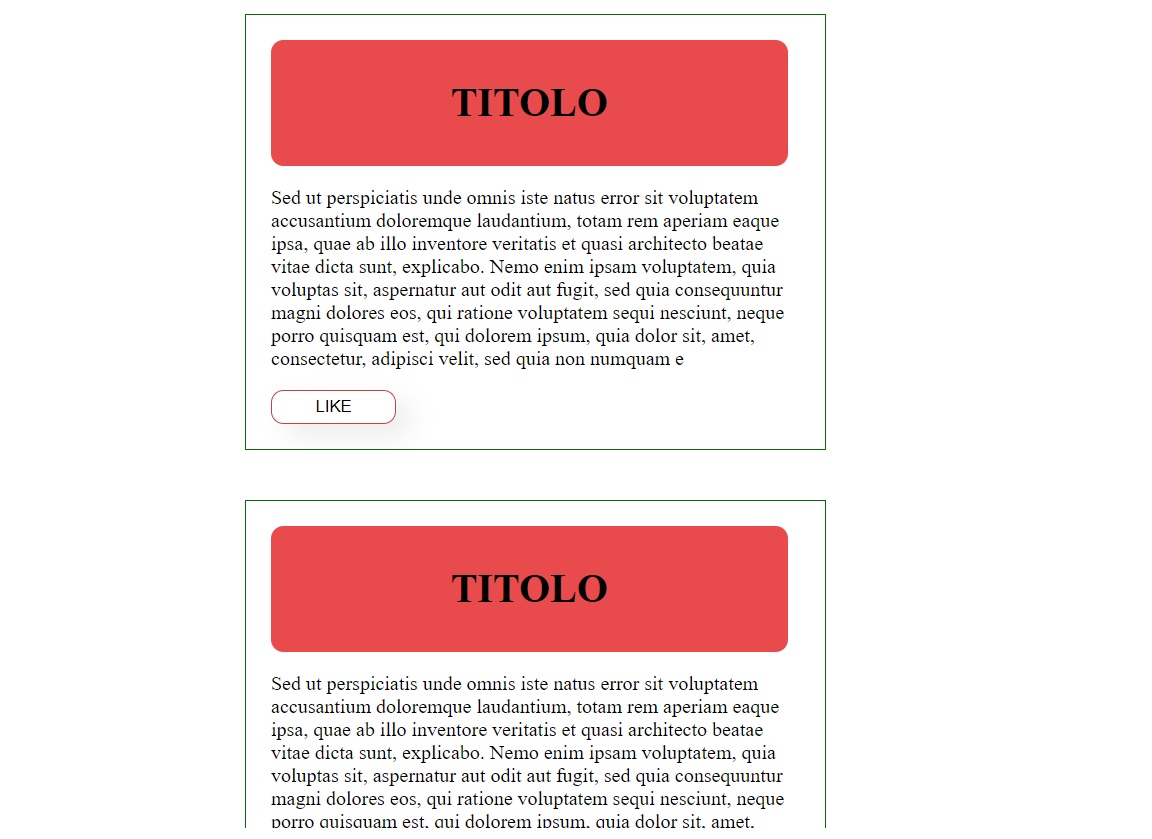 TITOLO
Sed ut perspiciatis unde omnis iste natus error sit voluptatem
accusantium doloremque laudantium, totam rem aperiam eaque
ipsa, quae ab illo inventore veritatis et quasi architecto beatae
vitae dicta sunt, explicabo. Nemo enim ipsam voluptatem, quia
voluptas sit, aspernatur aut odit aut fugit, sed quia consequuntur
magni dolores eos, qui ratione voluptatem sequi nesciunt, neque
porro quisquam est, qui dolorem ipsum, quia dolor sit, amet,
consectetur, adipisci velit, sed quia non numquam e
LIKE
TITOLO
Sed ut perspiciatis unde omnis iste natus error sit voluptatem
accusantium doloremque laudantium, totam rem aperiam eaque
ipsa, quae ab illo inventore veritatis et quasi architecto beatae
vitae dicta sunt, explicabo. Nemo enim ipsam voluptatem, quia
voluptas sit, aspernatur aut odit aut fugit, sed quia consequuntur
magni dolores eos, qui ratione voluptatem sequi nesciunt, neque
porro quisquam est, qui dolorem ipsum, quia dolor sit, amet,